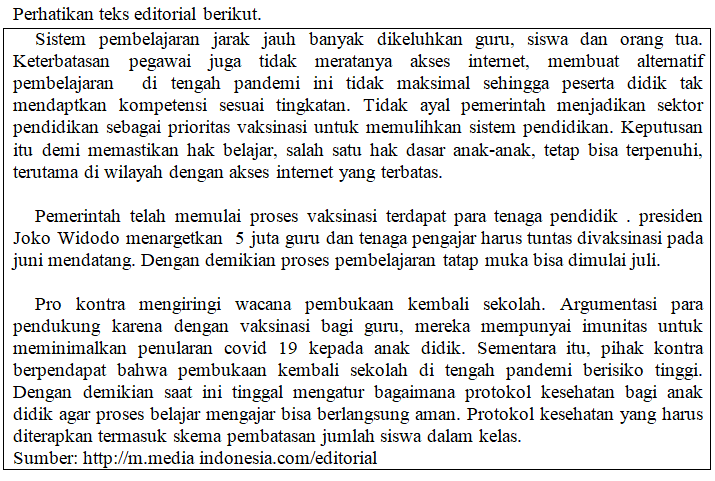 Perhatikan teks editorial berikut.
Sistem pembelajaran jarak jauh banyak dikeluhkan guru, siswa dan orang tua.
Keterbatasan pegawai juga tidak meratanya akses internet, membuat alternatif
pembelajaran di tengah pandemi ini tidak maksimal sehingga peserta didik tak
mendaptkan kompetensi sesuai tingkatan. Tidak ayal pemerintah menjadikan sektor
pendidikan sebagai prioritas vaksinasi untuk memulihkan sistem pendidikan. Keputusan
itu demi memastikan hak belajar, salah satu hak dasar anak-anak, tetap bisa terpenuhi,
terutama di wilayah dengan akses internet yang terbatas.
Pemerintah telah memulai proses vaksinasi terdapat para tenaga pendidik . presiden
Joko Widodo menargetkan 5 juta guru dan tenaga pengajar harus tuntas divaksinasi pada
juni mendatang. Dengan demikian proses pembelajaran tatap muka bisa dimulai juli.
Pro kontra mengiringi wacana pembukaan kembali sekolah. Argumentasi para
pendukung karena dengan vaksinasi bagi guru, mereka mempunyai imunitas untuk
meminimalkan penularan covid 19 kepada anak didik. Sementara itu, pihak kontra
berpendapat bahwa pembukaan kembali sekolah di tengah pandemi berisiko tinggi.
Dengan demikian saat ini tinggal mengatur bagaimana protokol kesehatan bagi anak
didik agar proses belajar mengajar bisa berlangsung aman. Protokol kesehatan yang harus
diterapkan termasuk skema pembatasan jumlah siswa dalam kelas.
Sumber: http://m.media indonesia.com/editorial